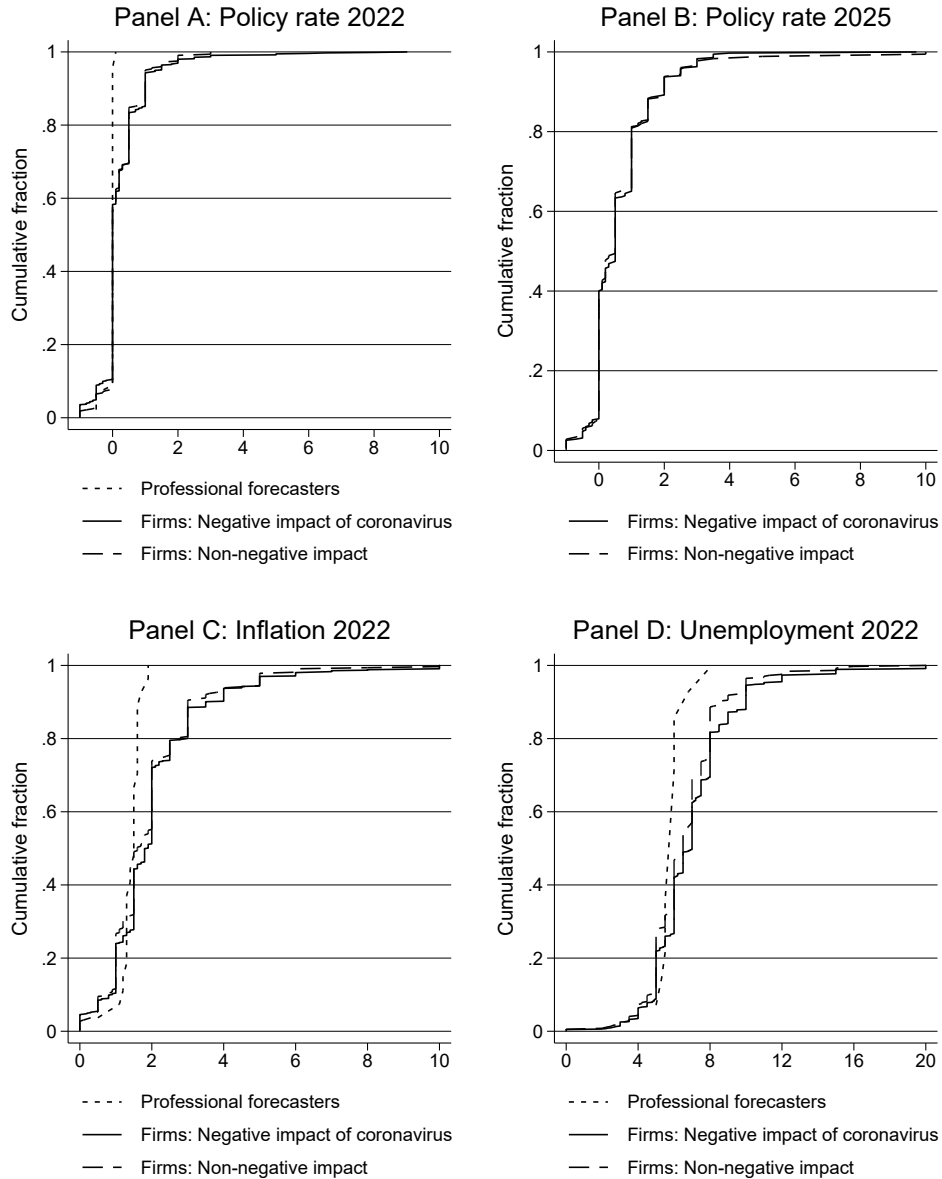 Panel A: Policy rate 2022
Cumulative fraction
1
.8
.6
.4
.2
0
0 2 4 6 8 10
Professional forecasters
Firms: Negative impact of coronavirus
Firms: Non-negative impact
Panel B: Policy rate 2025
Cumulative fraction
1
.8
.6
.4
.2
0
0 2 4 6 8 10
Firms: Negative impact of coronavirus
Firms: Non-negative impact
Panel C: Inflation 2022
Cumulative fraction
1
.8
.6
.4
.2
0
0 2 4 6 8 10
Professional forecasters
Firms: Negative impact of coronavirus
Firms: Non-negative impact
Panel D: Unemployment 2022
Cumulative fraction
1
.8
.6
.4
.2
0
0 4 8 12 16 20
Professional forecasters
Firms: Negative impact of coronavirus
Firms: Non-negative impact